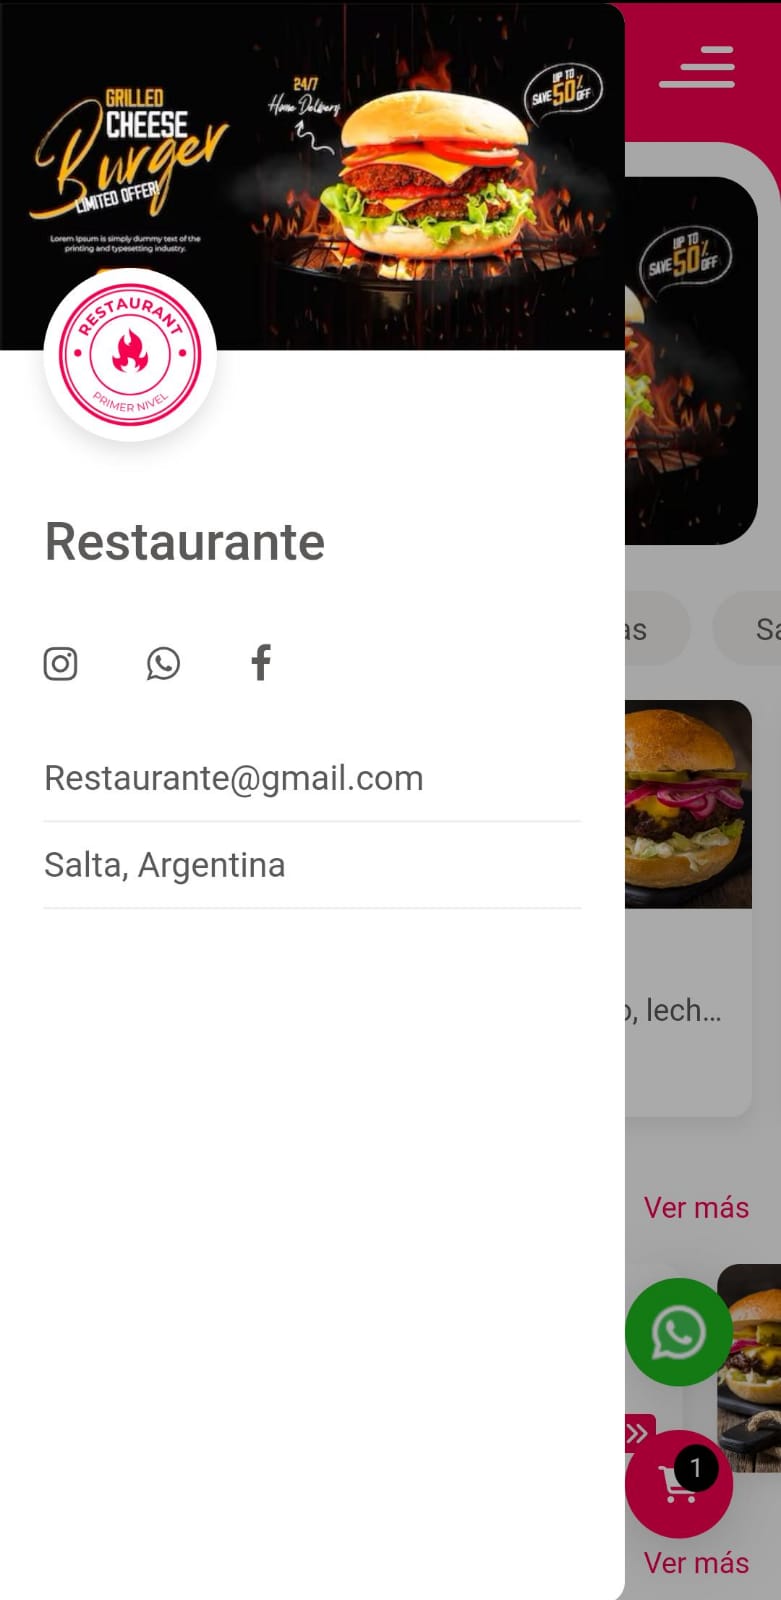 GRILLED
CHEESE
Burger
LIMITED OFFER!
Lorem Ipsum is simply dummy text of the
printing and typesetting industry.
24/7
Home Delivery
UP TO
SAVE 50% OFF
RESTAURANT
PRIMER NIVEL
UP TO
SAVE 50% OFF
Restaurante
as
Sa
Restaurante@gmail.com
Salta, Argentina
o, lech...
Ver más
1
Ver más